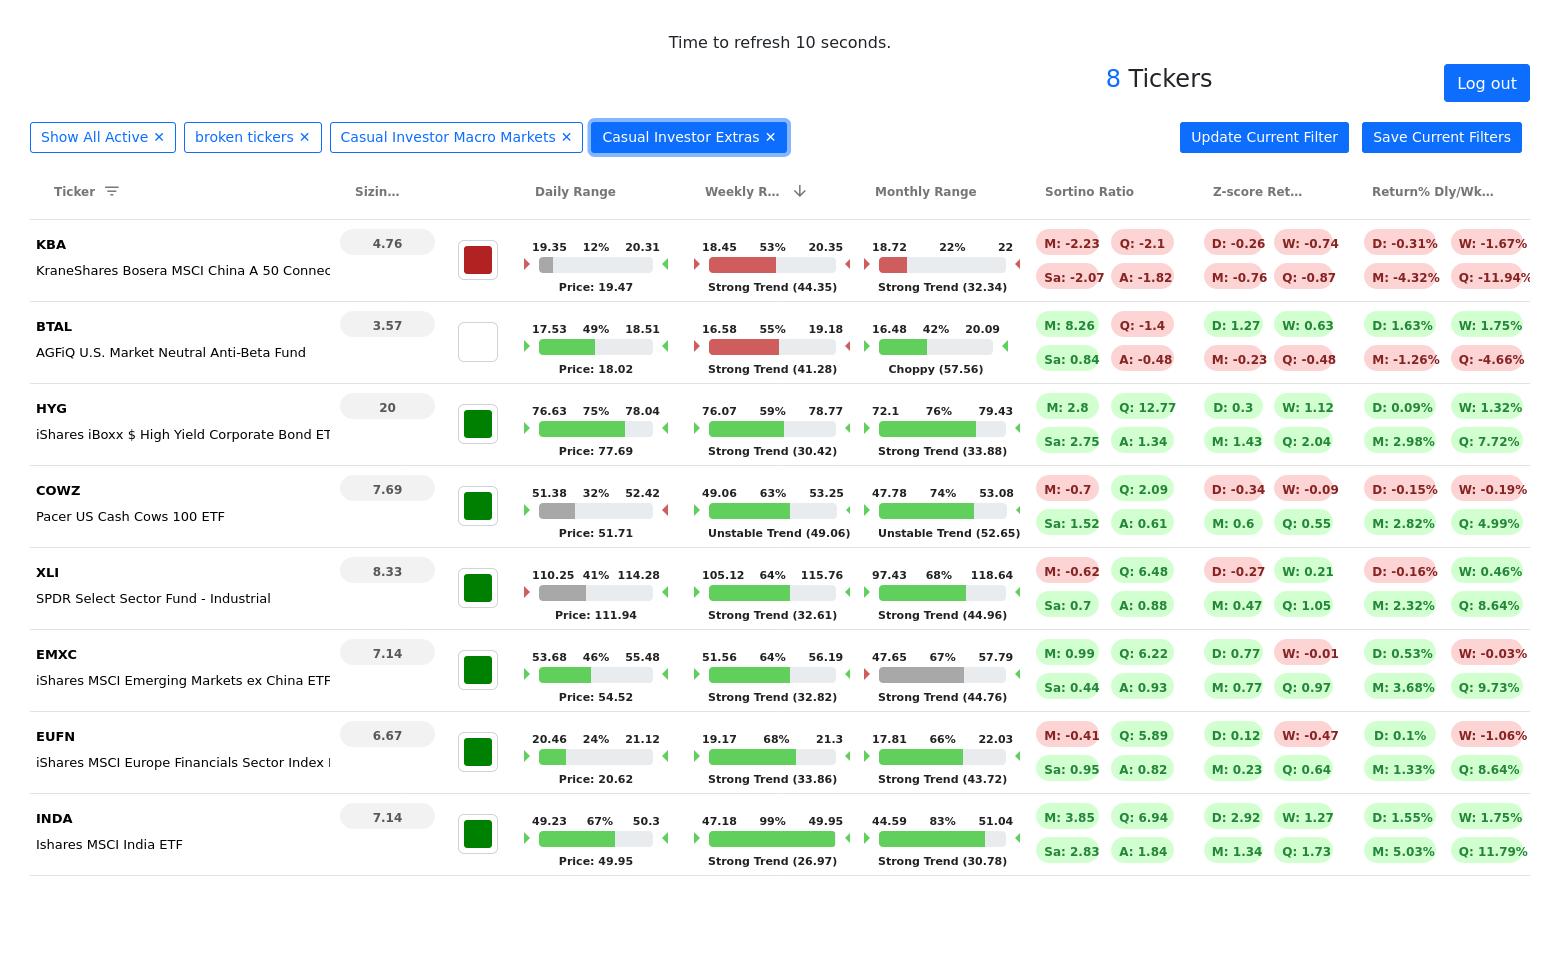 Time to refresh 10 seconds.
8 Tickers
Log out
Show All Active ✕ broken tickers ✕ Casual Investor Macro Markets ✕ Casual Investor Extras ✕ Update Current Filter Save Current Filters
Ticker Sizin… Daily Range Weekly R… Monthly Range Sortino Ratio Z-score Ret… Return% Dly/Wk…
KBA 4.76 19.35 12% 20.31 18.45 53% 20.35 18.72 22% 22 M: -2.23 Q: -2.1 D: -0.26 W: -0.74 D: -0.31% W: -1.67%
KraneShares Bosera MSCI China A 50 Connec Price: 19.47 Strong Trend (44.35) Strong Trend (32.34) Sa: -2.07 A: -1.82 M: -0.76 Q: -0.87 M: -4.32% Q: -11.94%
BTAL 3.57 17.53 49% 18.51 16.58 55% 19.18 16.48 42% 20.09 M: 8.26 Q: -1.4 D: 1.27 W: 0.63 D: 1.63% W: 1.75%
AGFiQ U.S. Market Neutral Anti-Beta Fund Price: 18.02 Strong Trend (41.28) Choppy (57.56) Sa: 0.84 A: -0.48 M: -0.23 Q: -0.48 M: -1.26% Q: -4.66%
HYG 20 76.63 75% 78.04 76.07 59% 78.77 72.1 76% 79.43 M: 2.8 Q: 12.77 D: 0.3 W: 1.12 D: 0.09% W: 1.32%
iShares iBoxx $ High Yield Corporate Bond ET Price: 77.69 Strong Trend (30.42) Strong Trend (33.88) Sa: 2.75 A: 1.34 M: 1.43 Q: 2.04 M: 2.98% Q: 7.72%
COWZ 7.69 51.38 32% 52.42 49.06 63% 53.25 47.78 74% 53.08 M: -0.7 Q: 2.09 D: -0.34 W: -0.09 D: -0.15% W: -0.19%
Pacer US Cash Cows 100 ETF Price: 51.71 Unstable Trend (49.06) Unstable Trend (52.65) Sa: 1.52 A: 0.61 M: 0.6 Q: 0.55 M: 2.82% Q: 4.99%
XLI 8.33 110.25 41% 114.28 105.12 64% 115.76 97.43 68% 118.64 M: -0.62 Q: 6.48 D: -0.27 W: 0.21 D: -0.16% W: 0.46%
SPDR Select Sector Fund - Industrial Price: 111.94 Strong Trend (32.61) Strong Trend (44.96) Sa: 0.7 A: 0.88 M: 0.47 Q: 1.05 M: 2.32% Q: 8.64%
EMXC 7.14 53.68 46% 55.48 51.56 64% 56.19 47.65 67% 57.79 M: 0.99 Q: 6.22 D: 0.77 W: -0.01 D: 0.53% W: -0.03%
iShares MSCI Emerging Markets ex China ETF Price: 54.52 Strong Trend (32.82) Strong Trend (44.76) Sa: 0.44 A: 0.93 M: 0.77 Q: 0.97 M: 3.68% Q: 9.73%
EUFN 6.67 20.46 24% 21.12 19.17 68% 21.3 17.81 66% 22.03 M: -0.41 Q: 5.89 D: 0.12 W: -0.47 D: 0.1% W: -1.06%
iShares MSCI Europe Financials Sector Index Price: 20.62 Strong Trend (33.86) Strong Trend (43.72) Sa: 0.95 A: 0.82 M: 0.23 Q: 0.64 M: 1.33% Q: 8.64%
INDA 7.14 49.23 67% 50.3 47.18 99% 49.95 44.59 83% 51.04 M: 3.85 Q: 6.94 D: 2.92 W: 1.27 D: 1.55% W: 1.75%
Ishares MSCI India ETF Price: 49.95 Strong Trend (26.97) Strong Trend (30.78) Sa: 2.83 A: 1.84 M: 1.34 Q: 1.73 M: 5.03% Q: 11.79%